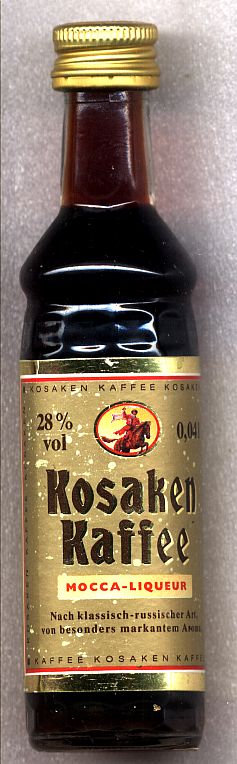 KOSAKEN KAFFEE KOSAKEN
28% vol
0,04
Kosaken
Kaffee
MOCCA-LIQUEUR
Nach klassisch-russischer Art
von besonders markantem Aroma
KAFFEE KOSAKEN KAFFEE